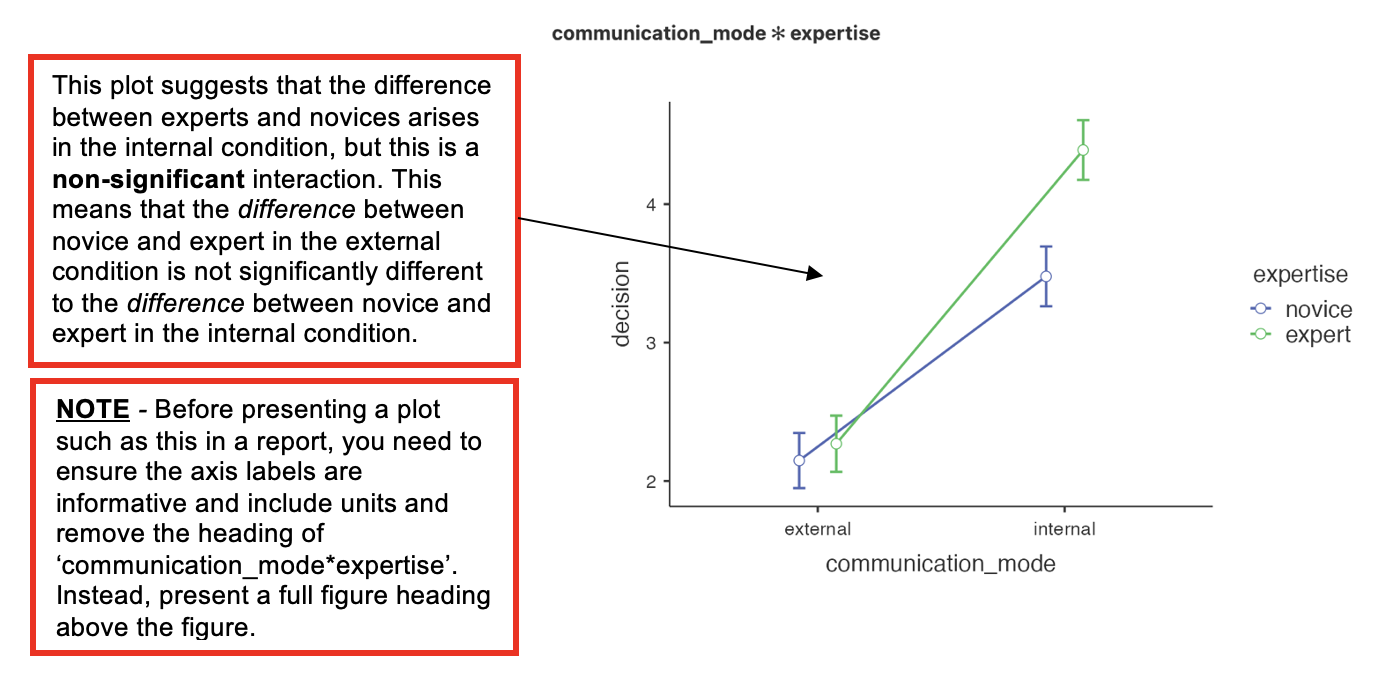 communication_mode * expertise
This plot suggests that the difference
between experts and novices arises
in the internal condition, but this is a
non-significant interaction. This
means that the difference between
novice and expert in the external
condition is not significantly different
to the difference between novice and
expert in the internal condition.
NOTE - Before presenting a plot
such as this in a report, you need to
ensure the axis labels are
informative and include units and
remove the heading of
‘communication_mode*expertise’.
Instead, present a full figure heading
above the figure.
4
3
2
decision
external internal
communication_mode
expertise
novice
expert